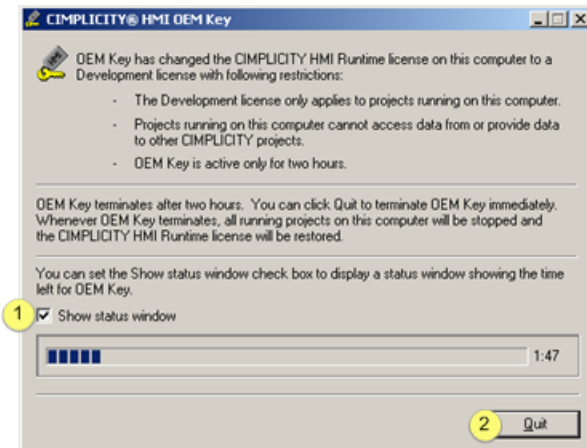 CIMPLICITY® HMI OEM Key
OEM Key has changed the CIMPLICITY HMI Runtime license on this computer to a
Development license with following restrictions:
- The Development license only applies to projects running on this computer.
- Projects running on this computer cannot access data from or provide data
to other CIMPLICITY projects.
- OEM Key is active only for two hours.
OEM Key terminates after two hours. You can click Quit to terminate OEM Key immediately.
Whenever OEM Key terminates, all running projects on this computer will be stopped and
the CIMPLICITY HMI Runtime license will be restored.
You can set the Show status window check box to display a status window showing the time
left for OEM Key.
1 Show status window
1:47
2 Quit